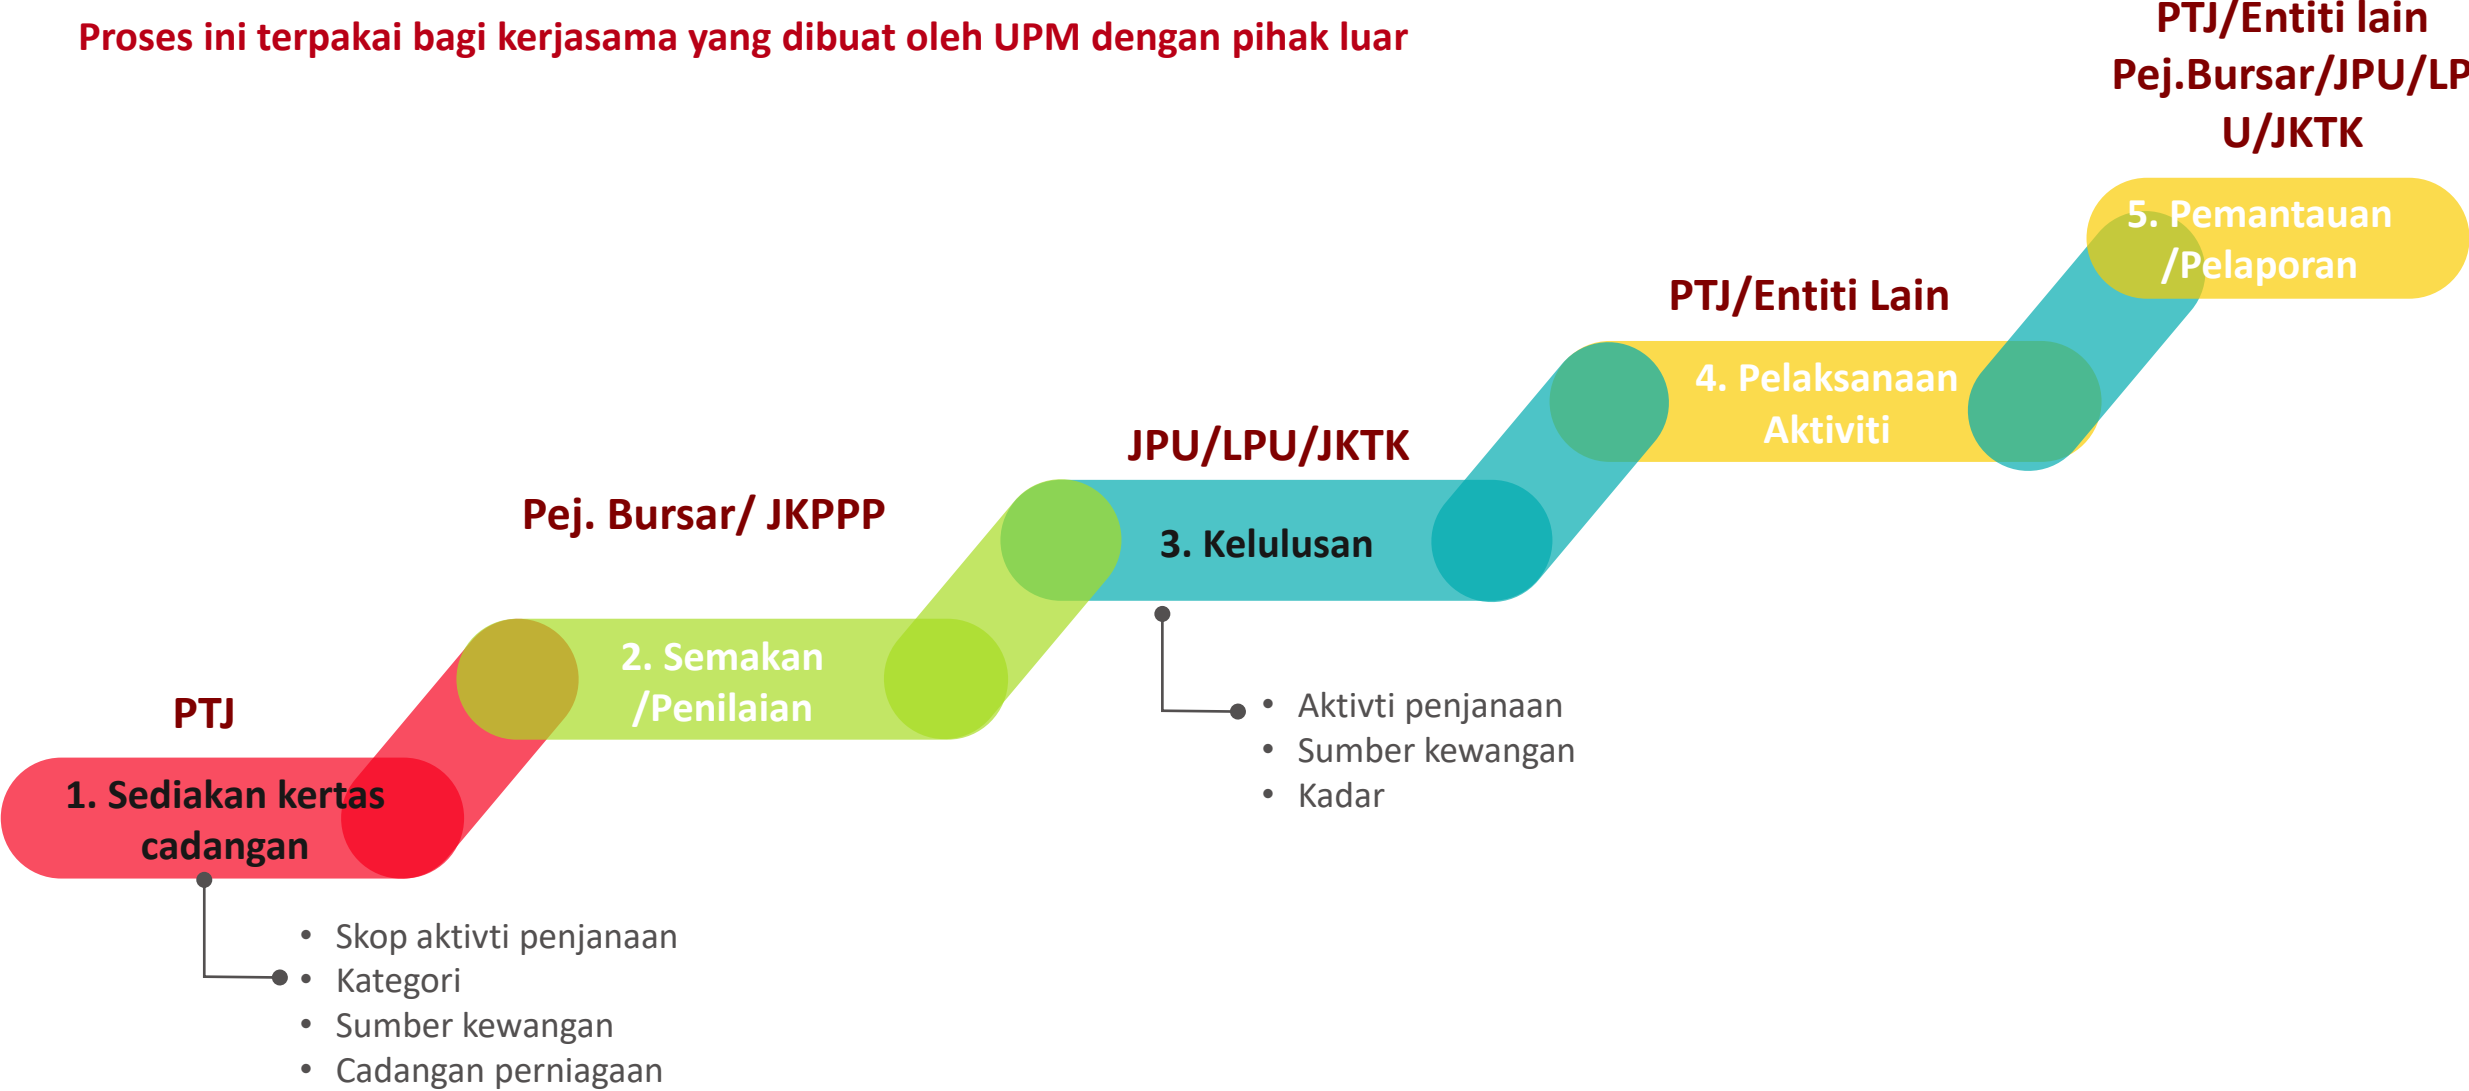 Proses ini terpakai bagi kerjasama yang dibuat oleh UPM dengan pihak luar
PTJ
1. Sediakan kertas
cadangan
• Skop aktivti penjanaan
• Kategori
• Sumber kewangan
• Cadangan perniagaan
Pej. Bursar/ JKPPP
2. Semakan
/Penilaian
JPU/LPU/JKTK
3. Kelulusan
• Aktivti penjanaan
• Sumber kewangan
• Kadar
PTJ/Entiti Lain
4. Pelaksanaan
Aktiviti
PTJ/Entiti lain
Pej.Bursar/JPU/LP
U/JKTK
5. Pemantauan
/Pelaporan